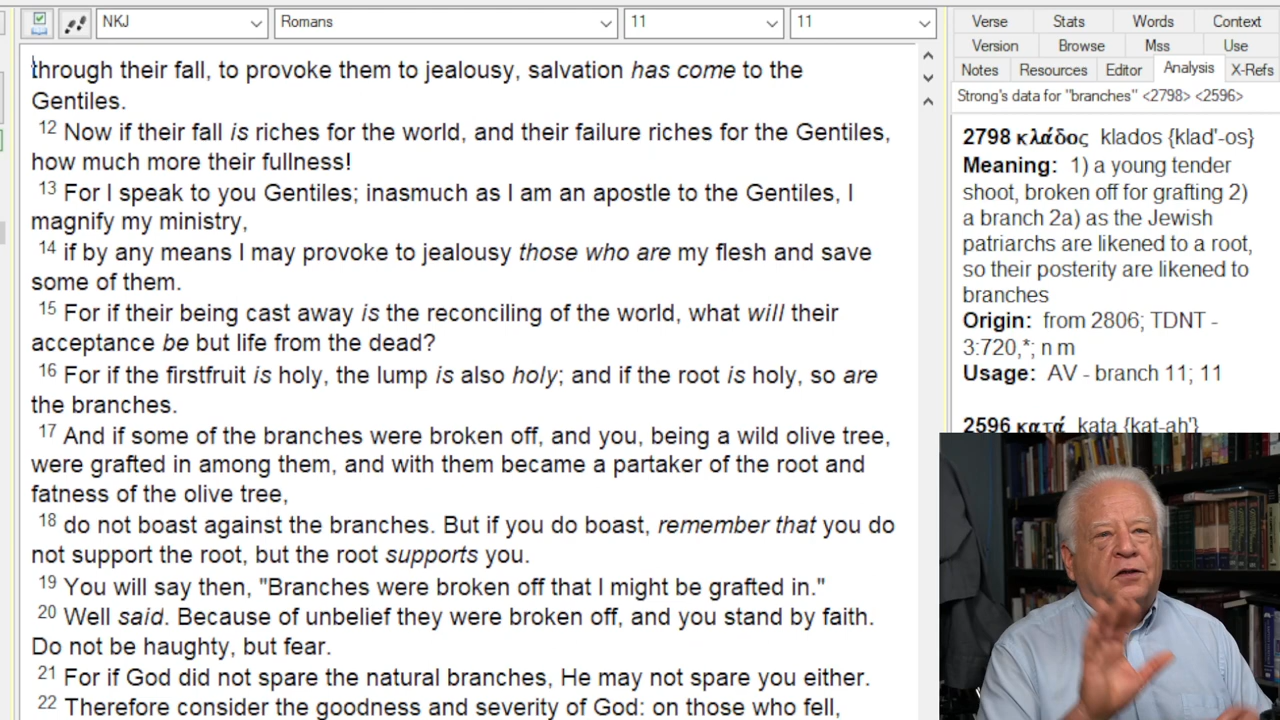 NKJ Romans 11 11
through their fall, to provoke them to jealousy, salvation has come to the
Gentiles.
12 Now if their fall is riches for the world, and their failure riches for the Gentiles,
how much more their fullness!
13 For I speak to you Gentiles; inasmuch as I am an apostle to the Gentiles, I
magnify my ministry,
14 if by any means I may provoke to jealousy those who are my flesh and save
some of them.
15 For if their being cast away is the reconciling of the world, what will their
acceptance be but life from the dead?
16 For if the firstfruit is holy, the lump is also holy; and if the root is holy, so are
the branches.
17 And if some of the branches were broken off, and you, being a wild olive tree,
were grafted in among them, and with them became a partaker of the root and
fatness of the olive tree,
18 do not boast against the branches. But if you do boast, remember that you do
not support the root, but the root supports you.
19 You will say then, "Branches were broken off that I might be grafted in."
20 Well said. Because of unbelief they were broken off, and you stand by faith.
Do not be haughty, but fear.
21 For if God did not spare the natural branches, He may not spare you either.
22 Therefore consider the goodness and severity of God: on those who fell,
Verse Stats Words Context
Version Browse Mss Use
Notes Resources Editor Analysis X-Refs
Strong's data for "branches" <2798> <2596>
2798 κλάδος klados {klad'-os}
Meaning: 1) a young tender
shoot, broken off for grafting 2)
a branch 2a) as the Jewish
patriarchs are likened to a root,
so their posterity are likened to
branches
Origin: from 2806; TDNT -
3:720,*; n m
Usage: AV - branch 11; 11
2596 κατά kata {kat-ah'}